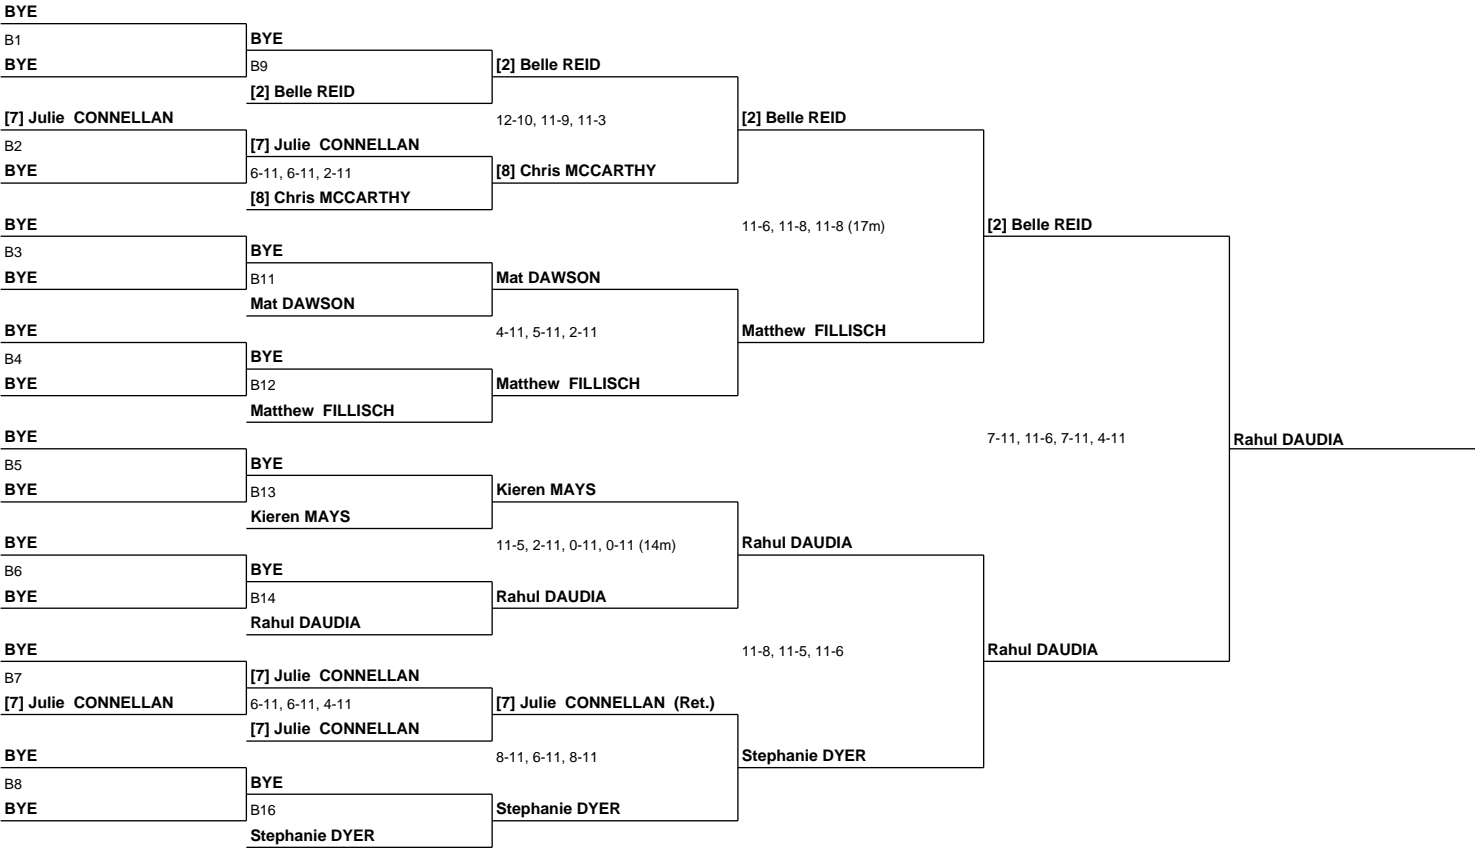 BYE
B1
BYE
[7] Julie  CONNELLAN
B2
BYE
BYE
B3
BYE
BYE
B4
BYE
BYE
B5
BYE
BYE
B6
BYE
BYE
B7
[7] Julie  CONNELLAN
BYE
B8
BYE
BYE
B9
[2] Belle REID
[7] Julie  CONNELLAN
6-11, 6-11, 2-11
[8] Chris MCCARTHY
BYE
B11
Mat DAWSON
BYE
B12
Matthew  FILLISCH
BYE
B13
Kieren MAYS
BYE
B14
Rahul DAUDIA
[7] Julie  CONNELLAN
6-11, 6-11, 4-11
[7] Julie  CONNELLAN
BYE
B16
Stephanie DYER
[2] Belle REID
12-10, 11-9, 11-3
[8] Chris MCCARTHY
Mat DAWSON
4-11, 5-11, 2-11
Matthew  FILLISCH
Kieren MAYS
11-5, 2-11, 0-11, 0-11 (14m)
Rahul DAUDIA
[7] Julie  CONNELLAN  (Ret.)
8-11, 6-11, 8-11
Stephanie DYER
[2] Belle REID
11-6, 11-8, 11-8 (17m)
Matthew  FILLISCH
Rahul DAUDIA
11-8, 11-5, 11-6
Stephanie DYER
[2] Belle REID
7-11, 11-6, 7-11, 4-11
Rahul DAUDIA
Rahul DAUDIA